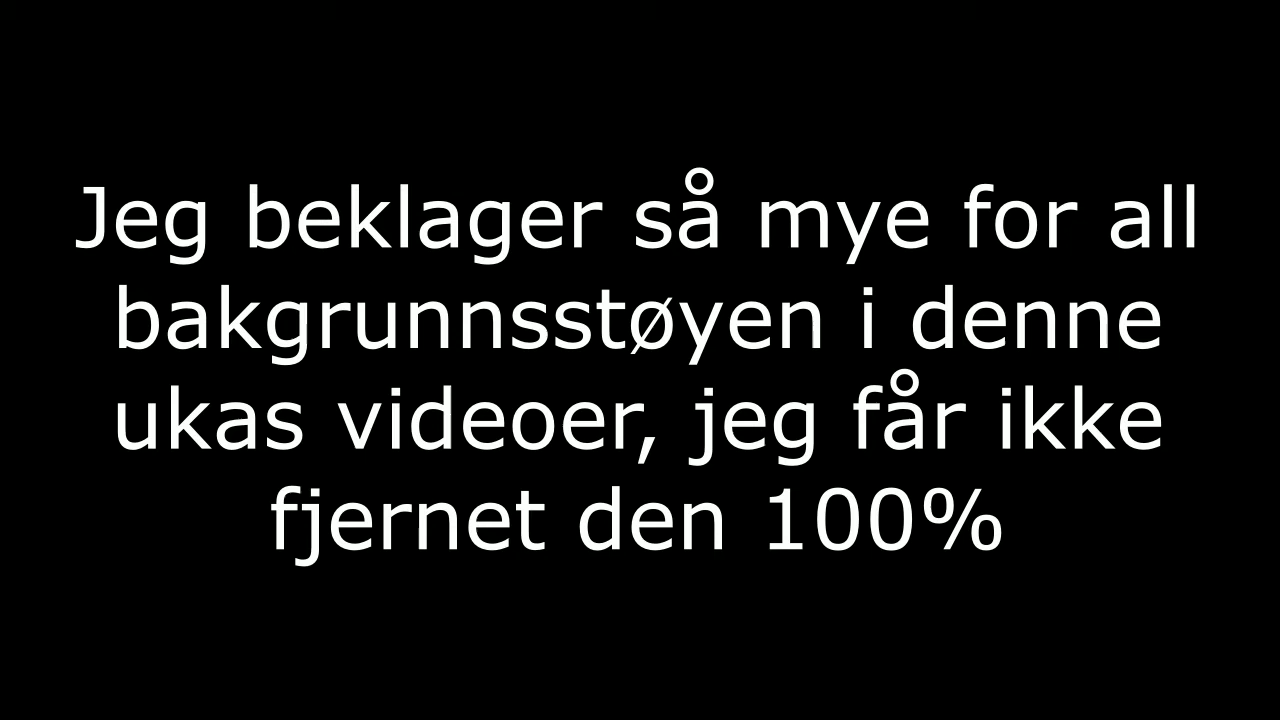 Jeg beklager så mye for all
bakgrunnsstøyen i denne
ukas videoer, jeg får ikke
fjernet den 100%